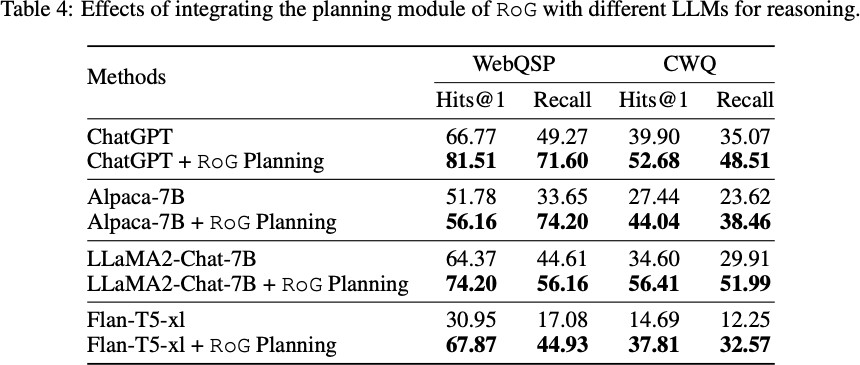 Table 4: Effects of integrating the planning module of RoG with different LLMs for reasoning.
Methods WebQSP CWQ
Hits@1 Recall Hits@1 Recall
ChatGPT 66.77 49.27 39.90 35.07
ChatGPT + RoG Planning 81.51 71.60 52.68 48.51
Alpaca-7B 51.78 33.65 27.44 23.62
Alpaca-7B + RoG Planning 56.16 74.20 44.04 38.46
LLaMA2-Chat-7B 64.37 44.61 34.60 29.91
LLaMA2-Chat-7B + RoG Planning 74.20 56.16 56.41 51.99
Flan-T5-xl 30.95 17.08 14.69 12.25
Flan-T5-xl + RoG Planning 67.87 44.93 37.81 32.57